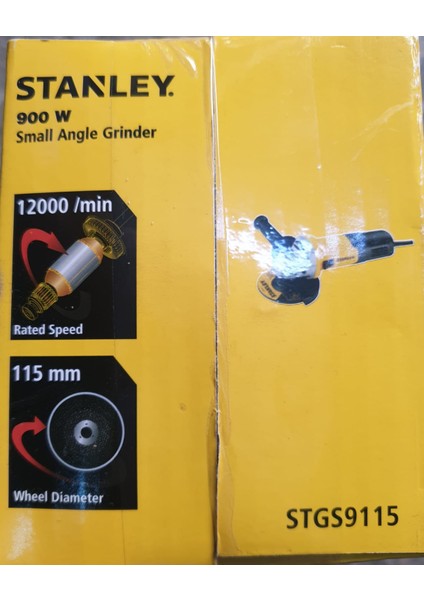 STANLEY.
900 W
Small Angle Grinder
12000 /min
Rated Speed
115 mm
Wheel Diameter
STGS9115